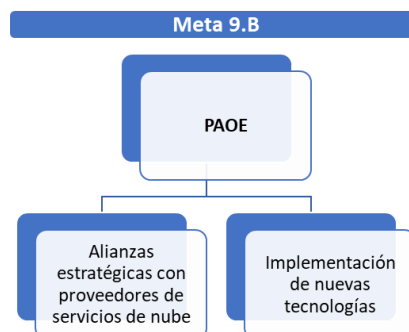 Meta 9.B
PAOE
Alianzas
estratégicas con
proveedores de
servicios de nube
Implementación
de nuevas
tecnologías